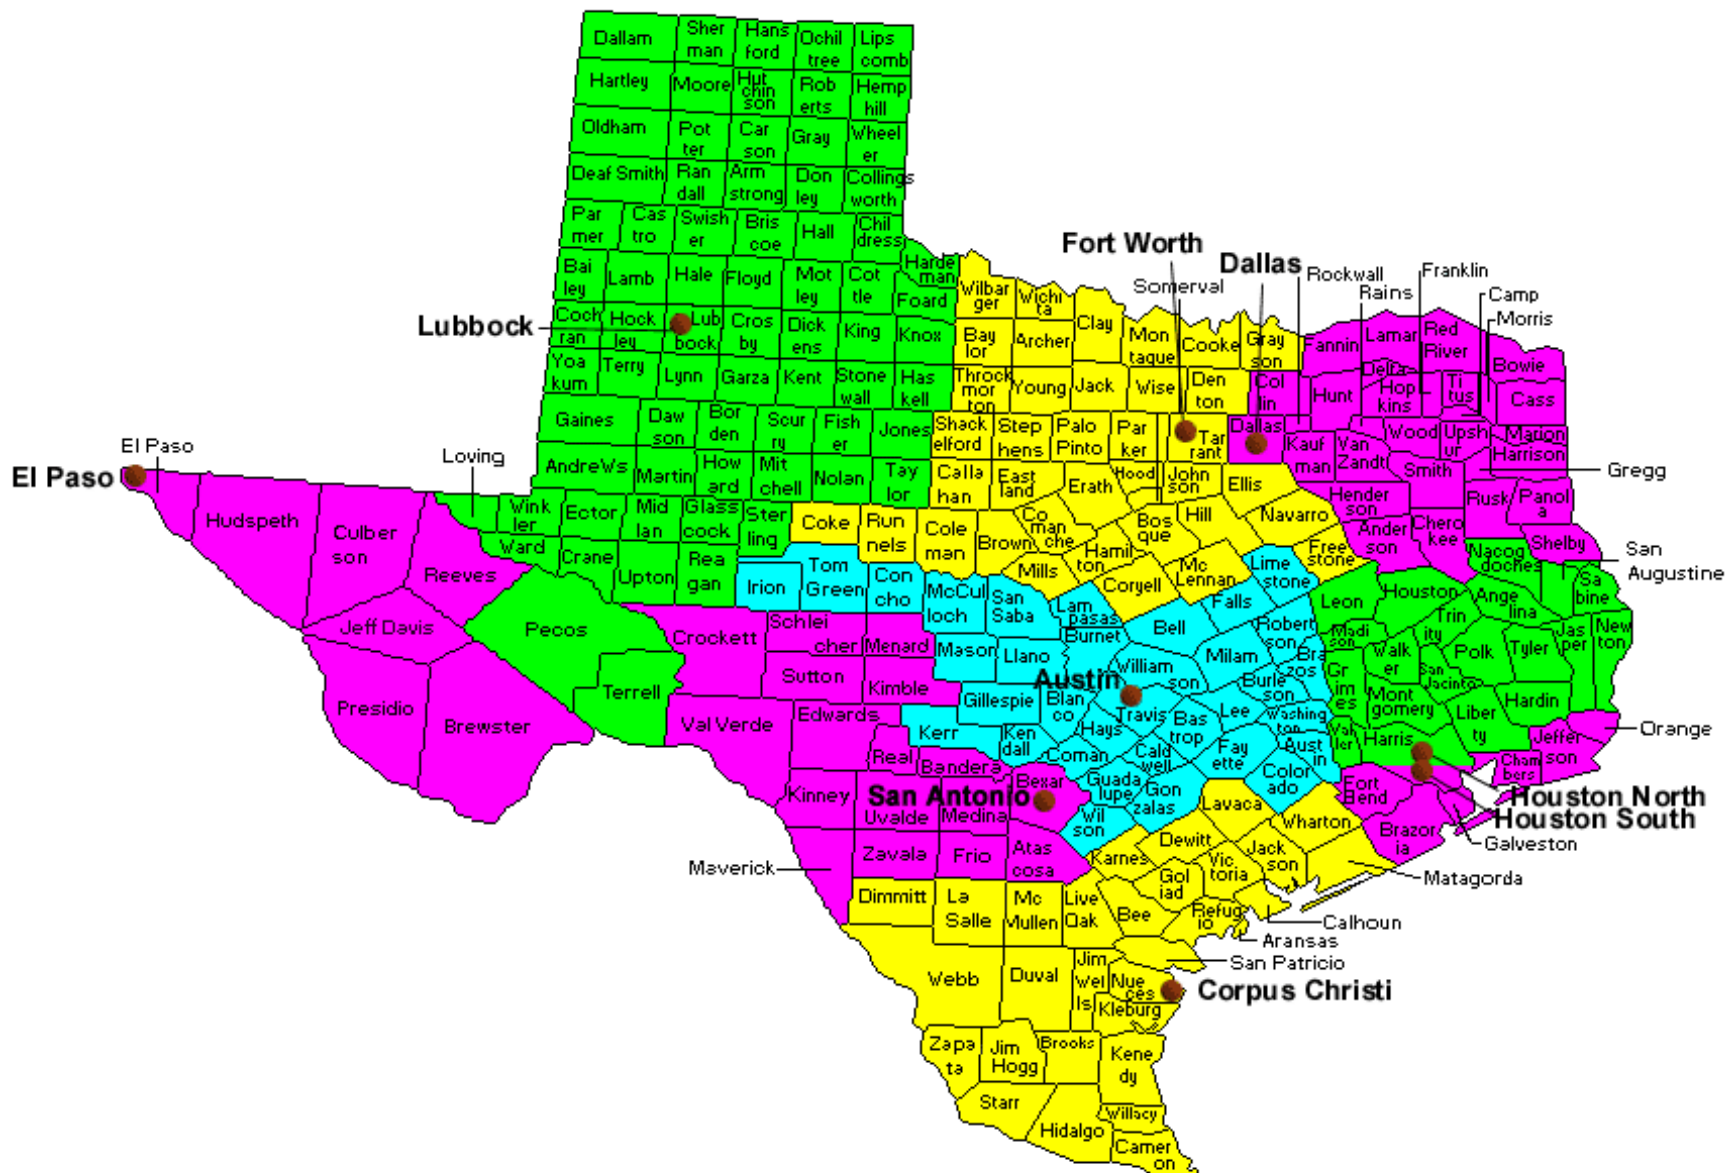 Dallam
Sher
man
Hans
ford
Ochil
tree
Lips
comb
Hartley
Moore
Hut
chin
son
Rob
erts
Hemp
hill
Oldham
Pot
ter
Car
son
Gray
Wheel
er
Deaf Smith
Ran
dall
Arm
strong
Don
ley
Collings
worth
Par
mer
Cas
tro
Swish
er
Bris
coe
Hall
Chil
dress
Fort Worth
Dallas
Bai
ley
Lamb
Hale
Floyd
Mot
ley
Cot
tle
Harde
man
Foard
Wilbar
ger
Wichi
ta
Somerval
Rockwall
Rains
Franklin
Camp
Morris
Lubbock
Coch
ran
Hock
ley
Lub
bock
Cros
by
Dick
ens
King
Knox
Bay
lor
Archer
Clay
Mon
tague
Cooke
Gray
son
Fannin
Lamar
Red
River
Bowie
Yoa
kum
Terry
Lynn
Garza
Kent
Stone
wall
Has
kell
Throck
mor
ton
Young
Jack
Wise
Den
ton
Col
lin
Hunt
Delta
Hop
kins
Ti
tus
Cass
Gaines
Daw
son
Bor
den
Scur
ry
Fish
er
Jones
Shack
elford
Step
hens
Palo
Pinto
Par
ker
Tar
rant
Dallas
Kauf
man
Van
Zandt
Wood
Upsh
ur
Marion
Harrison
Gregg
El Paso
El Paso
Loving
AndreWs
Martin
How
ard
Mit
chell
Nolan
Tay
lor
Calla
han
East
land
Erath
Hood
John
son
Ellis
Hender
son
Smith
Rusk
Panol
a
Hudspeth
Culber
son
Reeves
Wink
ler
Ector
Mid
lan
Glass
cock
Ster
ling
Coke
Run
nels
Cole
man
Brown
Co
man
che
Bos
que
Hill
Navarro
Free
stone
Ander
son
Chero
kee
Nacog
doches
Shelby
San
Augustine
Ward
Crane
Upton
Rea
gan
Irion
Tom
Green
Con
cho
McCul
loch
San
Saba
Mills
Hamil
ton
Coryell
Mc
Lennan
Lime
stone
Falls
Leon
Houston
Ange
lina
Sa
bine
Jeff Davis
Pecos
Crockett
Schlei
cher
Menard
Mason
Llano
Lam
pasas
Burnet
Bell
Robert
son
Madi
son
Trin
ity
Walk
er
Polk
Tyler
Jas
per
New
ton
Presidio
Brewster
Terrell
Sutton
Kimble
Gillespie
Austin
William
son
Milam
Bra
zos
Burle
son
Gr
im
es
San
Jacinto
Mont
gomery
Liber
ty
Hardin
Val Verde
Edwards
Kerr
Real
Ken
dall
Blan
co
Hays
Travis
Bas
trop
Lee
Washing
ton
Wal
ler
Harris
Orange
Jeffer
son
Cham
bers
Bandera
Coman
Cald
well
Fay
ette
Aust
in
Color
ado
Kinney
Uvalde
Medina
Bexar
San Antonio
Guada
lupe
Gon
zalas
Wil
son
Lavaca
Wharton
Fort
Bend
Brazor
ia
Houston North
Houston South
Galveston
Maverick
Zavala
Frio
Atas
cosa
Karnes
Dewitt
Jack
son
Vic
toria
Gol
iad
Matagorda
Dimmitt
La
Salle
Mc
Mullen
Live
Oak
Bee
Refug
io
Calhoun
Aransas
San Patricio
Webb
Duval
Jim
Wel
ls
Nue
ces
Corpus Christi
Kleburg
Zapa
ta
Jim
Hogg
Brooks
Kene
dy
Starr
Hidalgo
Willacy
Camer
on